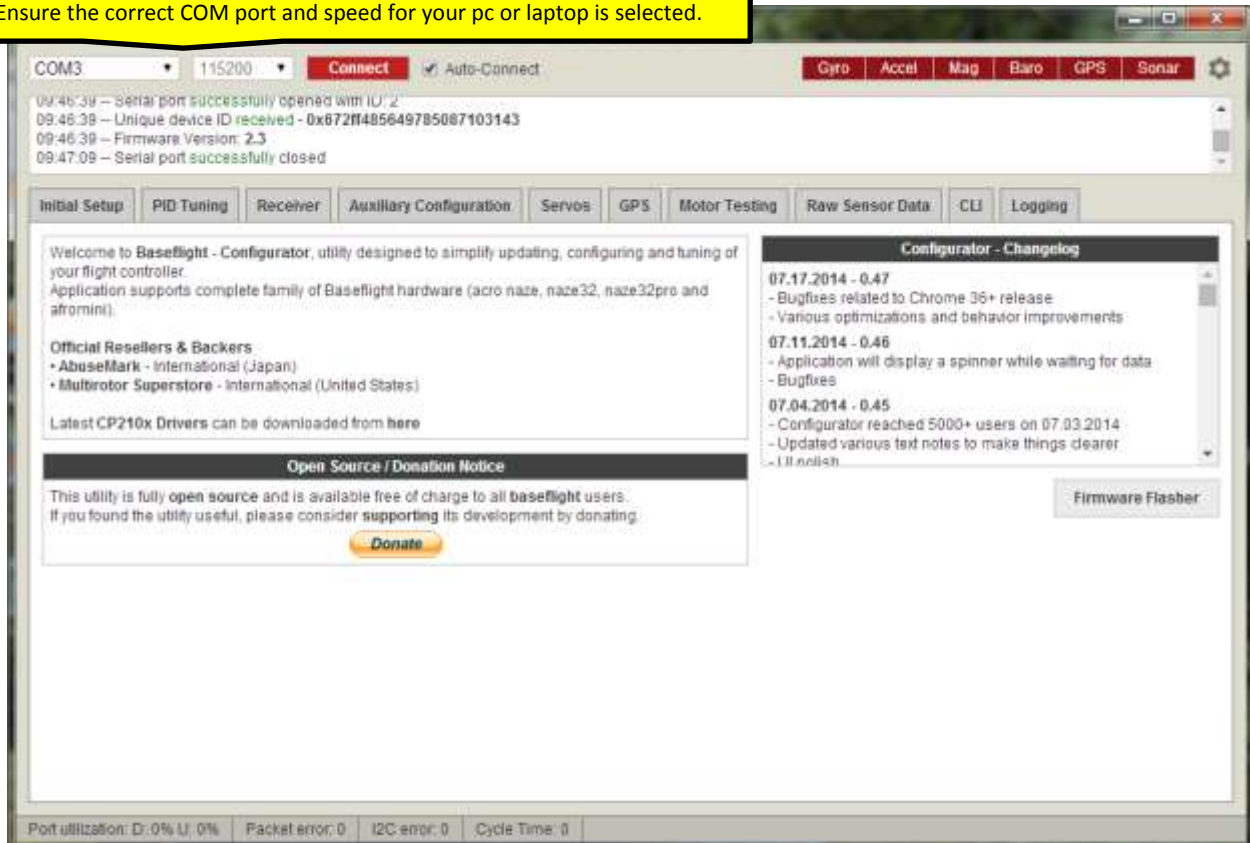 Ensure the correct COM port and speed for your pc or laptop is selected.
COM3 115200 Connect Auto-Connect Gyro Accel Mag Baro GPS Sonar
09:46:39 -- Serial port successfully opened with ID: 2
09:46:39 -- Unique device ID received - 0x672ff485649785087103143
09:46:39 -- Firmware Version: 2.3
09:47:09 -- Serial port successfully closed
Initial Setup PID Tuning Receiver Auxiliary Configuration Servos GPS Motor Testing Raw Sensor Data CLI Logging
Welcome to Baseflight - Configurator, utility designed to simplify updating, configuring and tuning of
your flight controller.
Application supports complete family of Baseflight hardware (acro naze, naze32, naze32pro and
afromini).
Official Resellers & Backers
• AbuseMark - International (Japan)
• Multirotor Superstore - International (United States)
Latest CP210x Drivers can be downloaded from here
Open Source / Donation Notice
This utility is fully open source and is available free of charge to all baseflight users.
If you found the utility useful, please consider supporting its development by donating.
Donate
Configurator - Changelog
07.17.2014 - 0.47
- Bugfixes related to Chrome 36+ release
- Various optimizations and behavior improvements
07.11.2014 - 0.46
- Application will display a spinner while waiting for data
- Bugfixes
07.04.2014 - 0.45
- Configurator reached 5000+ users on 07.03.2014
- Updated various text notes to make things clearer
- UI polish
Firmware Flasher
Port utilization: D: 0% U: 0% Packet error: 0 I2C error: 0 Cycle Time: 0